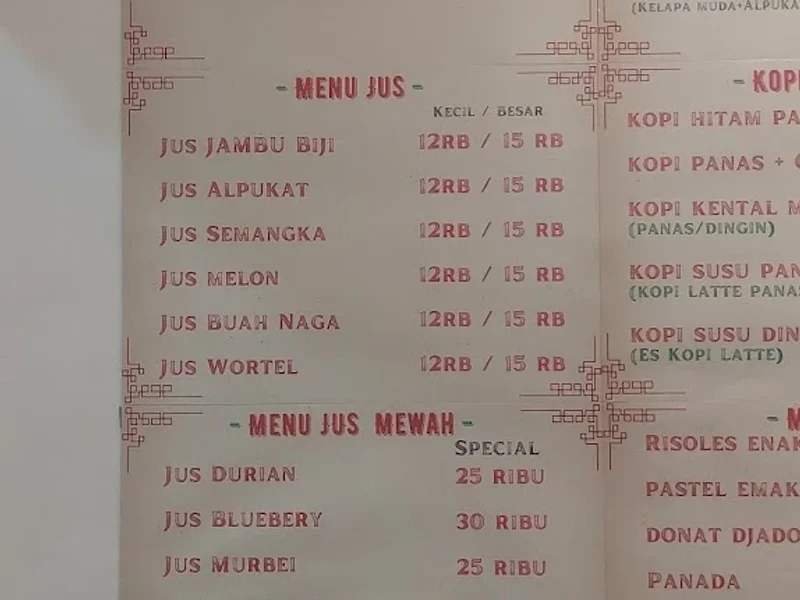 (KELAPA MUDA+ALPUKA
- MENU JUS -
KECIL / BESAR
JUS JAMBU BIJI 12RB / 15 RB
JUS ALPUKAT 12RB / 15 RB
JUS SEMANGKA 12RB / 15 RB
JUS MELON 12RB / 15 RB
JUS BUAH NAGA 12RB / 15 RB
JUS WORTEL 12RB / 15 RB
- MENU JUS MEWAH -
SPECIAL
JUS DURIAN 25 RIBU
JUS BLUEBERY 30 RIBU
JUS MURBEI 25 RIBU
- KOPI
KOPI HITAM PA
KOPI PANAS +
KOPI KENTAL M
(PANAS/DINGIN)
KOPI SUSU PAN
(KOPI LATTE PANAS
KOPI SUSU DIN
(ES KOPI LATTE)
- M
RISOLES ENAK
PASTEL EMAK
DONAT DJADO
PANADA